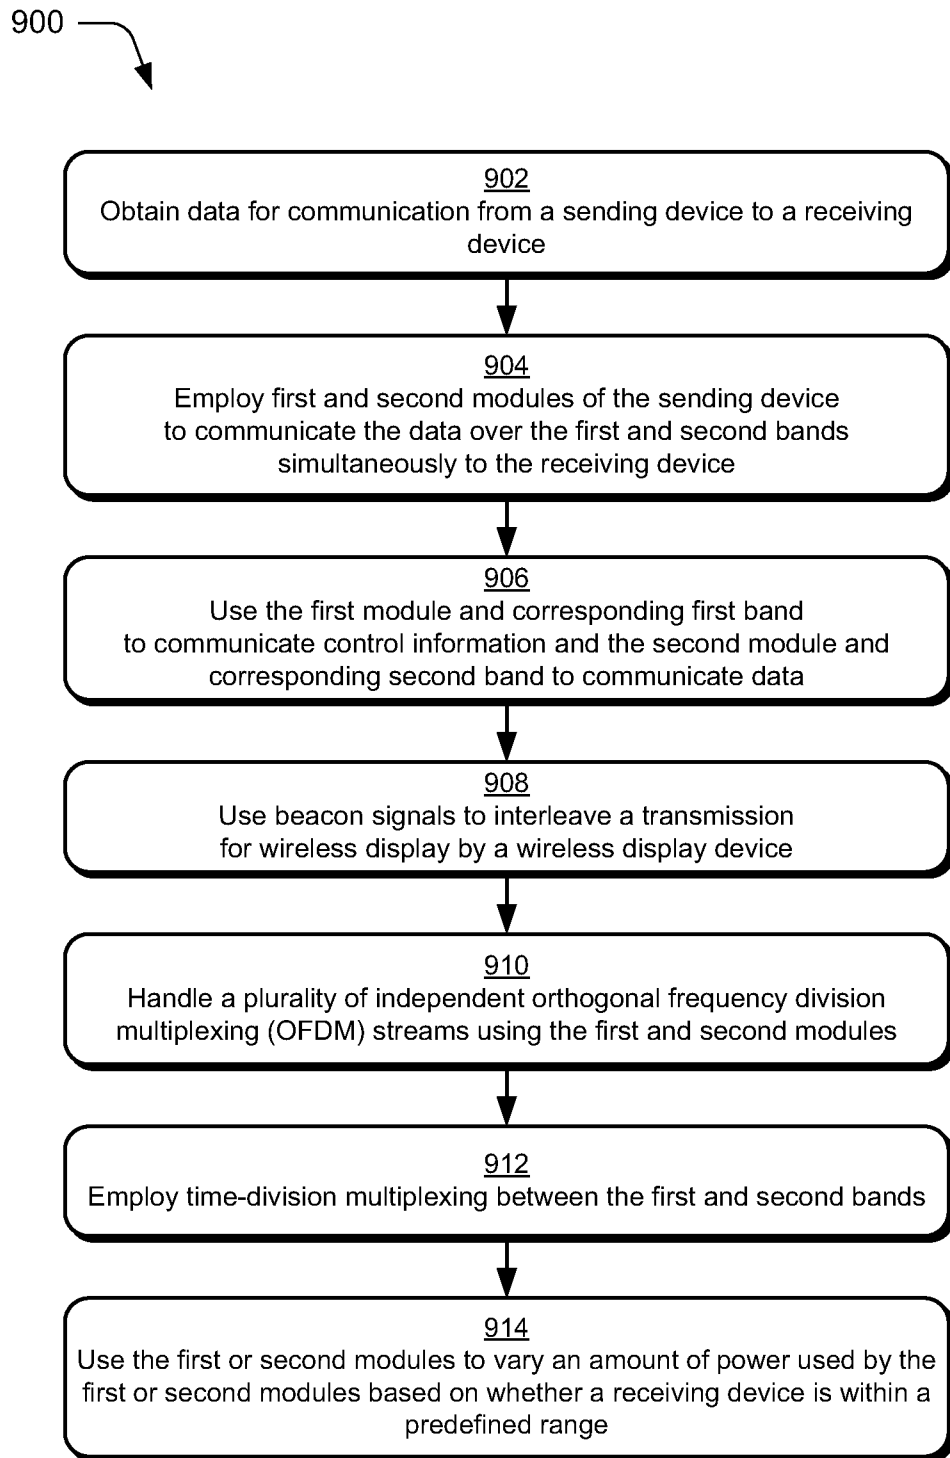 900
902
Obtain data for communication from a sending device to a receiving
device
904
Employ first and second modules of the sending device
to communicate the data over the first and second bands
simultaneously to the receiving device
906
Use the first module and corresponding first band
to communicate control information and the second module and
corresponding second band to communicate data
908
Use beacon signals to interleave a transmission
for wireless display by a wireless display device
910
Handle a plurality of independent orthogonal frequency division
multiplexing (OFDM) streams using the first and second modules
912
Employ time-division multiplexing between the first and second bands
914
Use the first or second modules to vary an amount of power used by the
first or second modules based on whether a receiving device is within a
predefined range